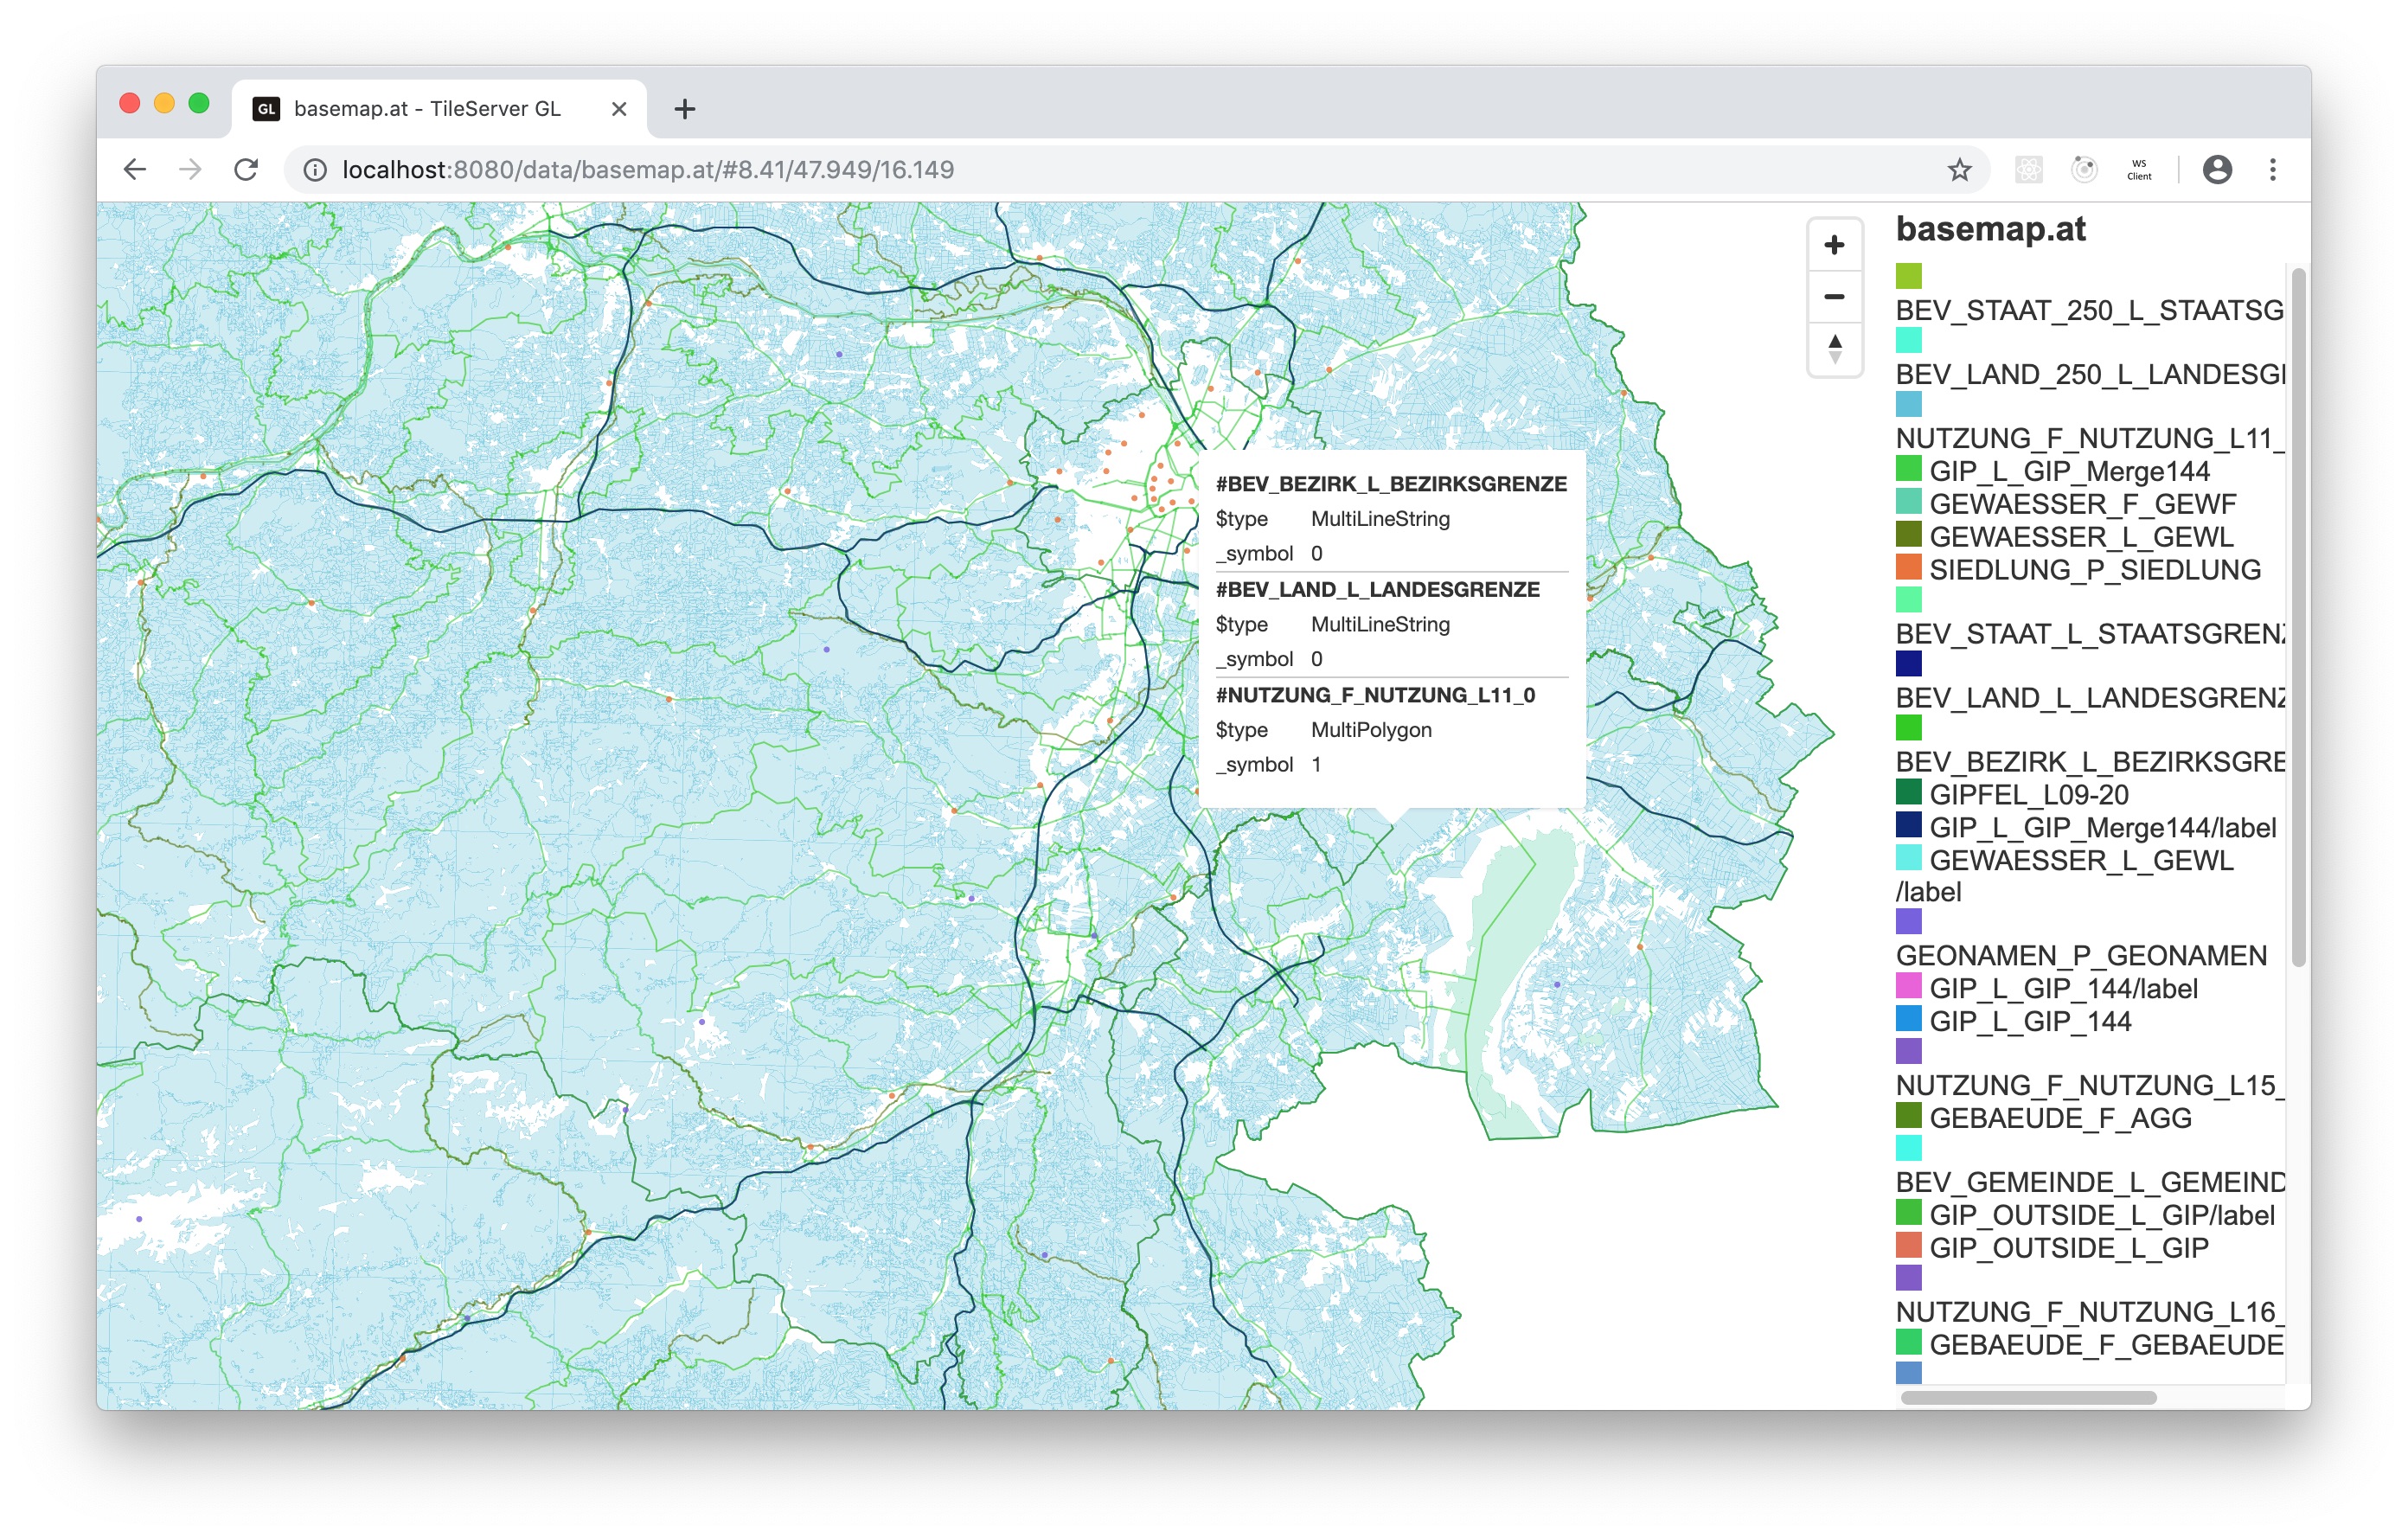 GL basemap.at - TileServer GL
localhost:8080/data/basemap.at/#8.41/47.949/16.149
WS
Client
#BEV_BEZIRK_L_BEZIRKSGRENZE
$type MultiLineString
_symbol 0
#BEV_LAND_L_LANDESGRENZE
$type MultiLineString
_symbol 0
#NUTZUNG_F_NUTZUNG_L11_0
$type MultiPolygon
_symbol 1
basemap.at
BEV_STAAT_250_L_STAATSG
BEV_LAND_250_L_LANDESG
NUTZUNG_F_NUTZUNG_L11_
GIP_L_GIP_Merge144
GEWAESSER_F_GEWF
GEWAESSER_L_GEWL
SIEDLUNG_P_SIEDLUNG
BEV_STAAT_L_STAATSGRENZ
BEV_LAND_L_LANDESGRENZ
BEV_BEZIRK_L_BEZIRKSGRE
GIPFEL_L09-20
GIP_L_GIP_Merge144/label
GEWAESSER_L_GEWL
/label
GEONAMEN_P_GEONAMEN
GIP_L_GIP_144/label
GIP_L_GIP_144
NUTZUNG_F_NUTZUNG_L15_
GEBAEUDE_F_AGG
BEV_GEMEINDE_L_GEMEIND
GIP_OUTSIDE_L_GIP/label
GIP_OUTSIDE_L_GIP
NUTZUNG_F_NUTZUNG_L16_
GEBAEUDE_F_GEBAEUDE